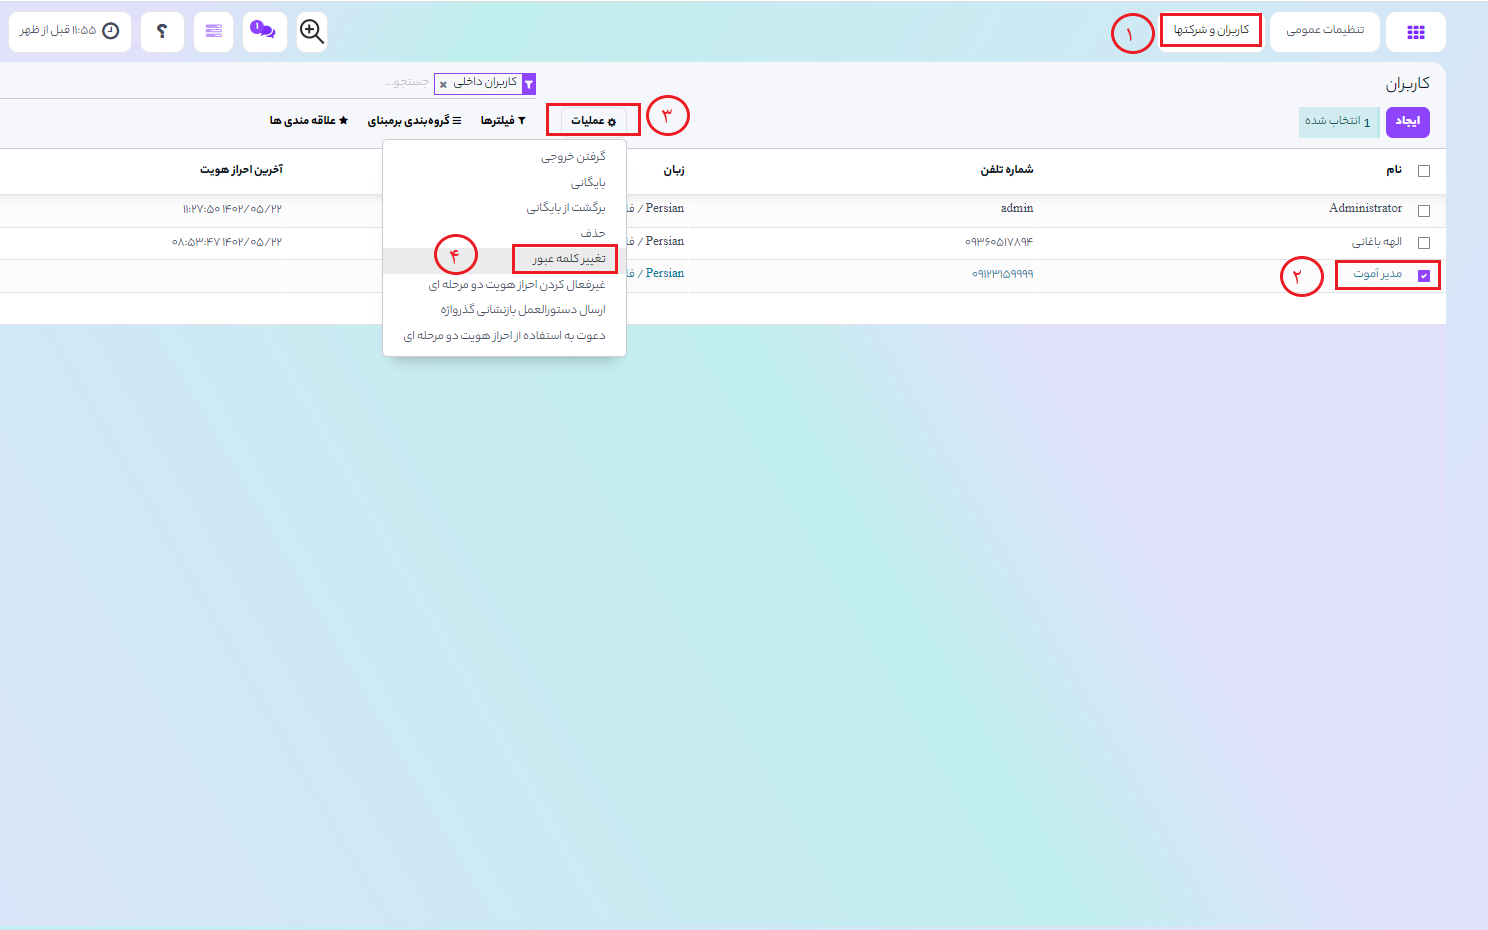 تنظیمات عمومی
کاربران و شرکتها
۱
1
۱۱:۵۵ قبل از ظهر
کاربران
کاربران داخلی
جستجو...
ایجاد
1 انتخاب شده
۳
عملیات
فیلترها
گروه‌بندی برمبنای
علاقه مندی ها
نام
شماره تلفن
زبان
آخرین احراز هویت
گرفتن خروجی
بایگانی
برگشت از بایگانی
حذف
تغییر کلمه عبور
۴
غیرفعال کردن احراز هویت دو مرحله ای
ارسال دستورالعمل بازنشانی گذرواژه
دعوت به استفاده از احراز هویت دو مرحله ای
Administrator
admin
Persian / فا
۱۴۰۲/۰۵/۲۲ ۱۱:۲۷:۵۰
الهه باغانی
۰۹۳۶۰۵۱۷۸۹۴
Persian / فا
۱۴۰۲/۰۵/۲۲ ۰۸:۵۳:۴۷
مدیر آموت
۲
۰۹۱۲۳۱۵۹۹۹۹
Persian / فا